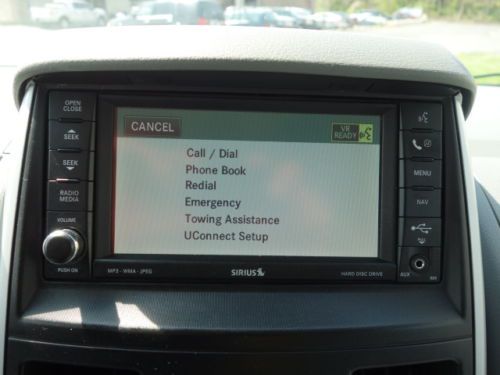 OPEN
CLOSE
SEEK
SEEK
RADIO
MEDIA
VOLUME
PUSH ON
CANCEL
VR
READY
Call / Dial
Phone Book
Redial
Emergency
Towing Assistance
UConnect Setup
MP3 - WMA - JPEG
SIRIUS
HARD DISC DRIVE
MENU
NAV
AUX